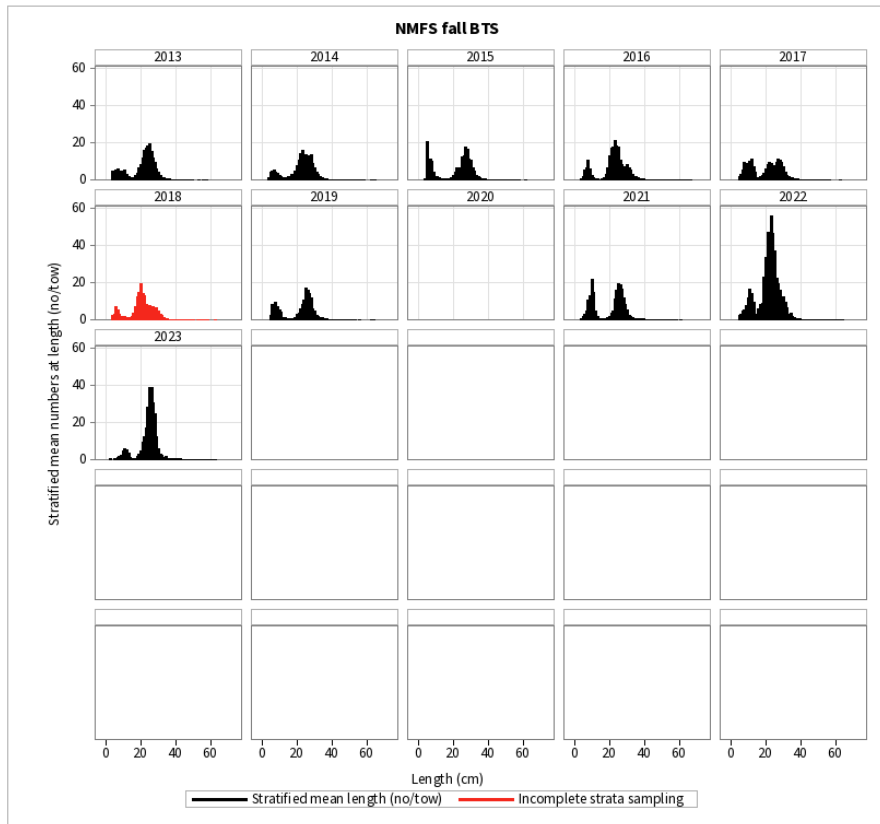 NMFS fall BTS
2013 2014 2015 2016 2017
60
40
20
0
2018 2019 2020 2021 2022
60
40
20
0
2023
60
40
20
0
Stratified mean numbers at length (no/tow)
0 20 40 60 0 20 40 60 0 20 40 60 0 20 40 60 0 20 40 60
Length (cm)
Stratified mean length (no/tow) Incomplete strata sampling